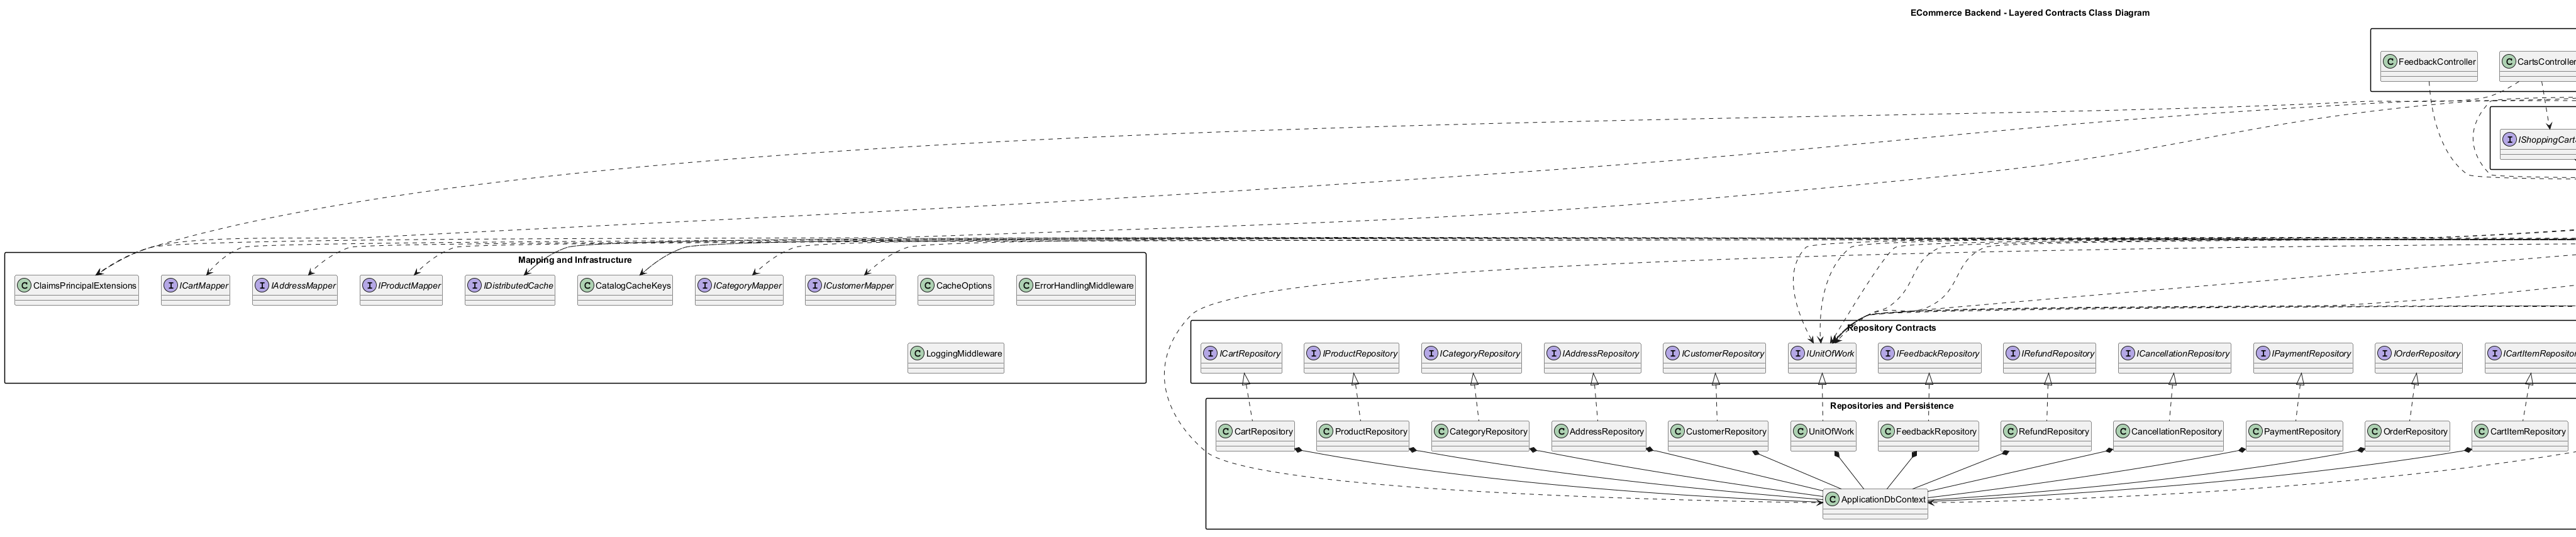 ECommerce Backend - Layered Contracts Class Diagram
C FeedbackController
C CartsController
I IShoppingCart
Mapping and Infrastructure
C ClaimsPrincipalExtensions
I ICartMapper
I IAddressMapper
I IProductMapper
I IDistributedCache
C CatalogCacheKeys
I ICategoryMapper
I ICustomerMapper
C CacheOptions
C ErrorHandlingMiddleware
C LoggingMiddleware
Repository Contracts
I ICartRepository
I IProductRepository
I ICategoryRepository
I IAddressRepository
I ICustomerRepository
I IUnitOfWork
I IFeedbackRepository
I IRefundRepository
I ICancellationRepository
I IPaymentRepository
I IOrderRepository
I ICartItemRepositor
Repositories and Persistence
C CartRepository
C ProductRepository
C CategoryRepository
C AddressRepository
C CustomerRepository
C UnitOfWork
C FeedbackRepository
C RefundRepository
C CancellationRepository
C PaymentRepository
C OrderRepository
C CartItemRepository
C ApplicationDbContext